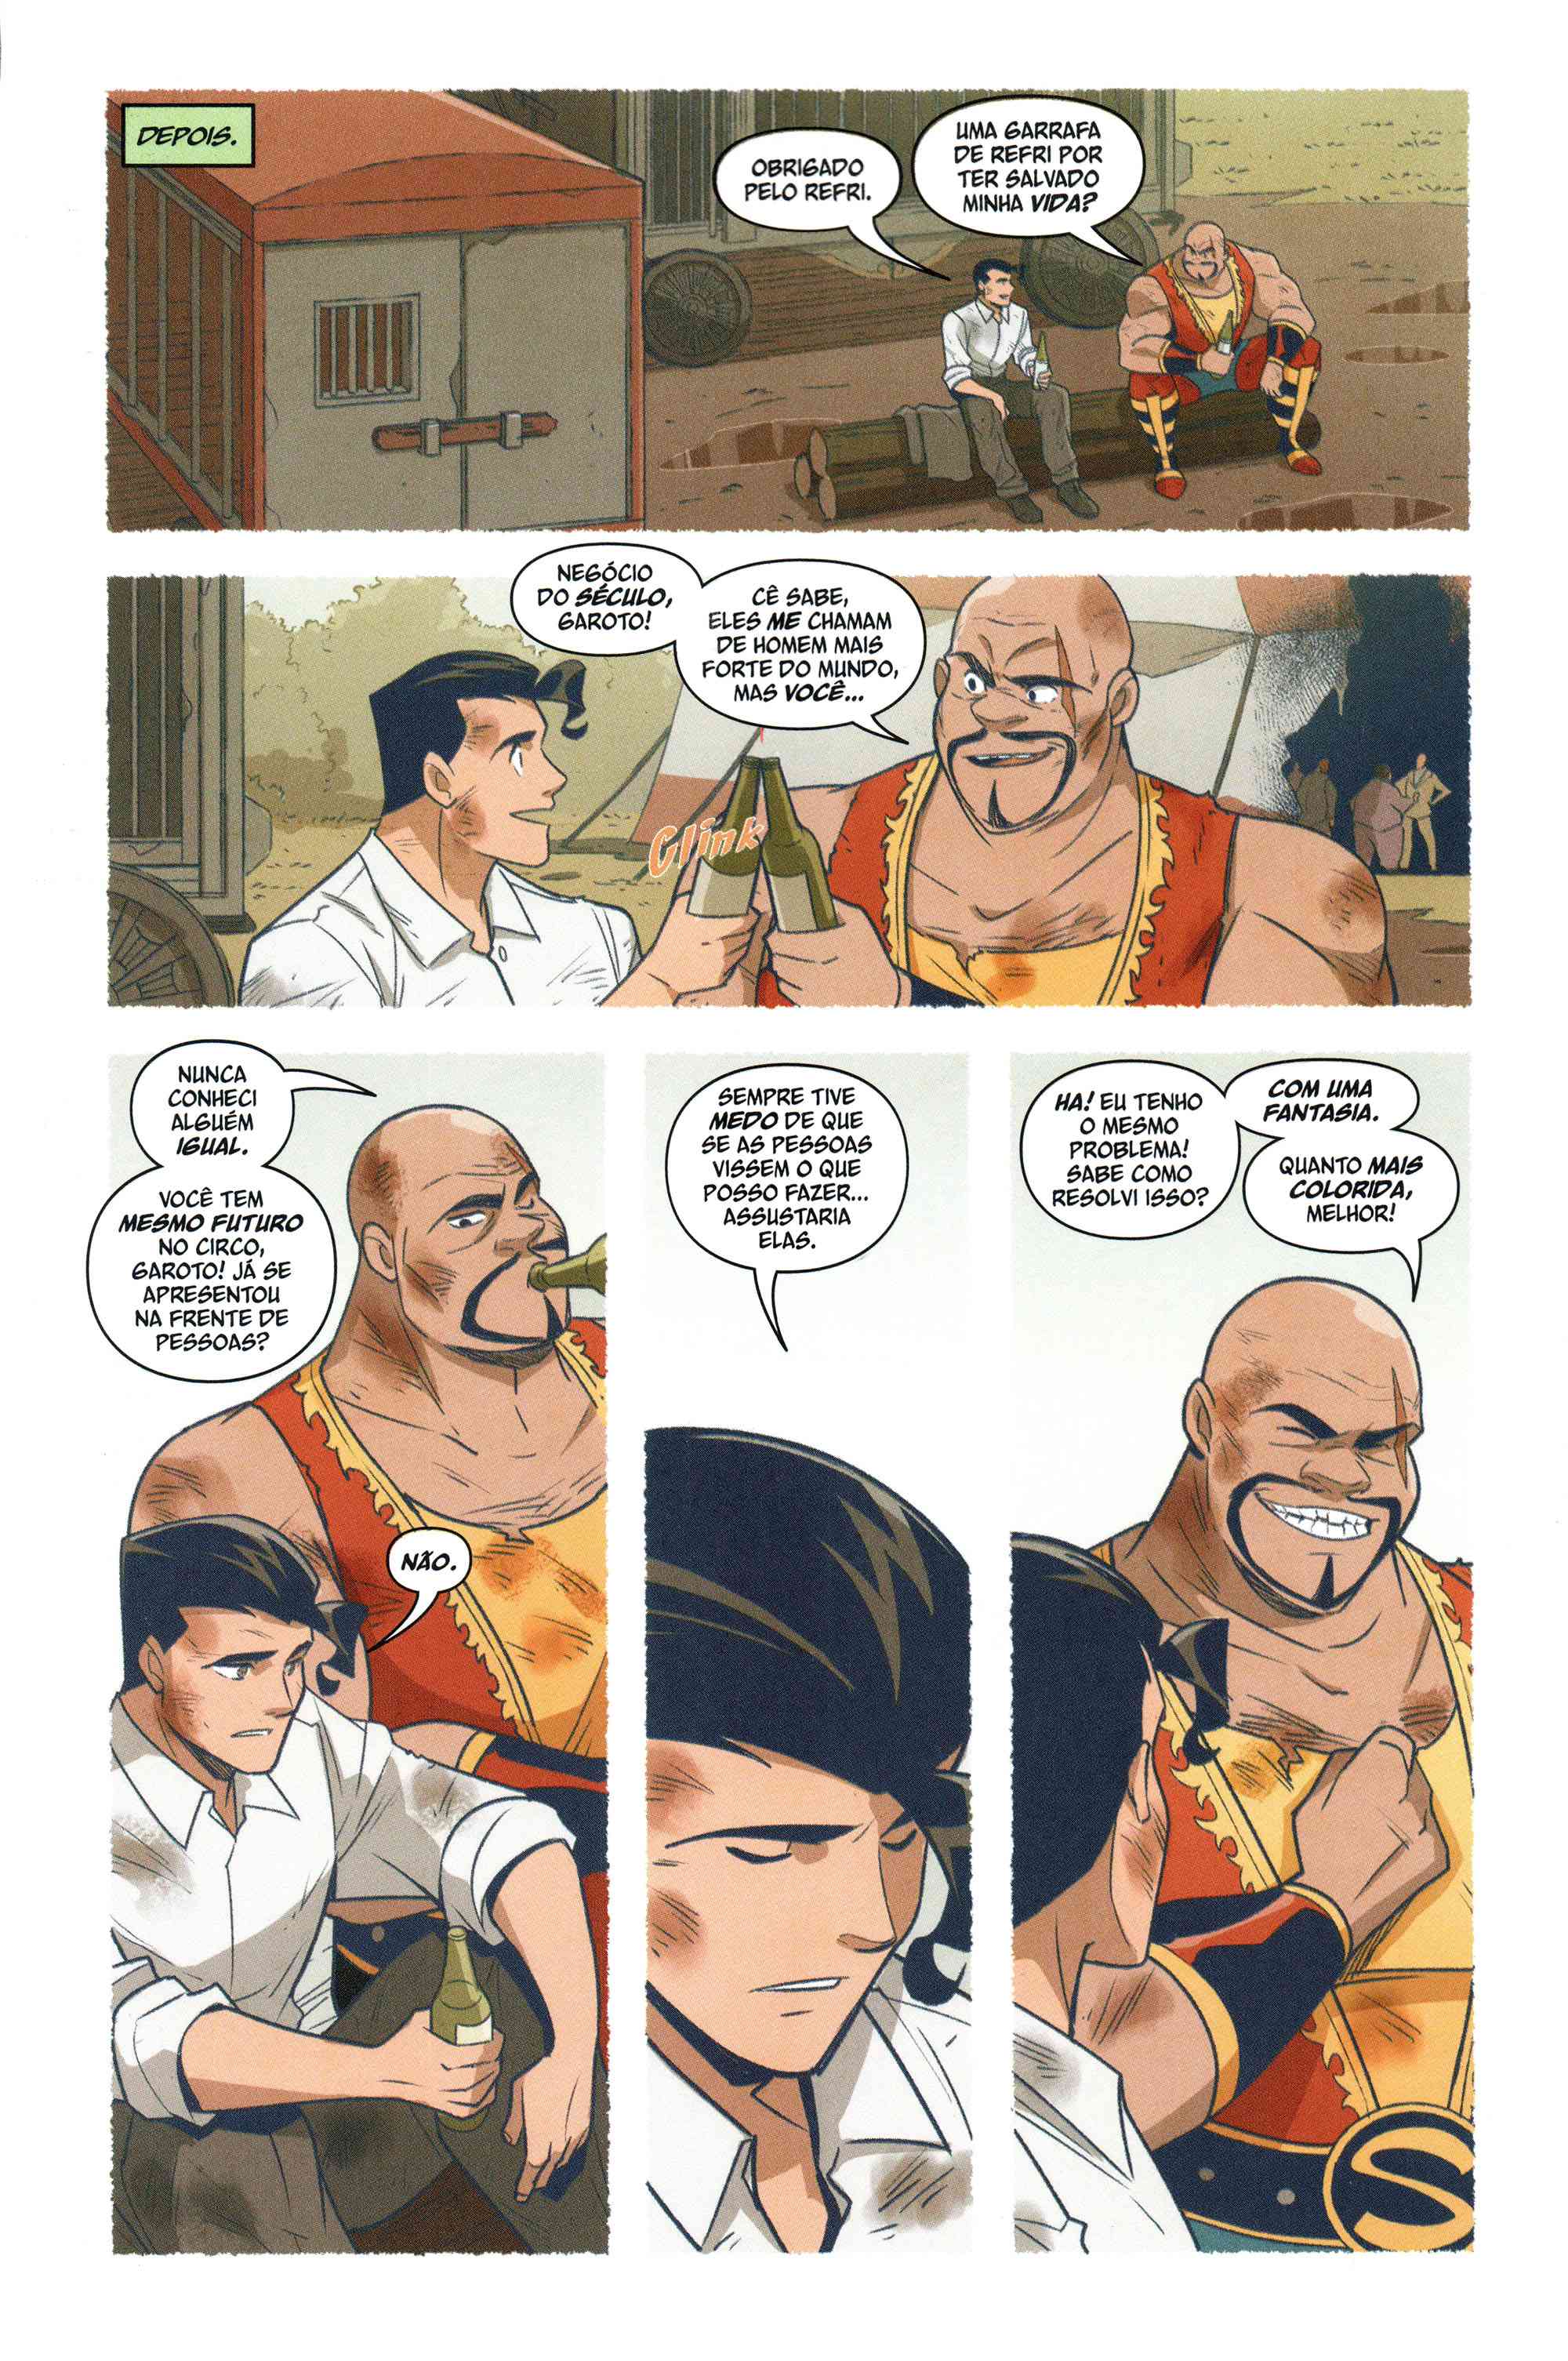 DEPOIS.
OBRIGADO
PELO REFRI.
UMA GARRAFA
DE REFRI POR
TER SALVADO
MINHA VIDA?
NEGÓCIO
DO SÉCULO,
GAROTO!
CÊ SABE,
ELES ME CHAMAM
DE HOMEM MAIS
FORTE DO MUNDO,
MAS VOCÊ...
Clink
NUNCA
CONHECI
ALGUÉM
IGUAL.
VOCÊ TEM
MESMO FUTURO
NO CIRCO,
GAROTO! JÁ SE
APRESENTOU
NA FRENTE DE
PESSOAS?
NÃO.
SEMPRE TIVE
MEDO DE QUE
SE AS PESSOAS
VISSEM O QUE
POSSO FAZER...
ASSUSTARIA
ELAS.
HA! EU TENHO
O MESMO
PROBLEMA!
SABE COMO
RESOLVI ISSO?
COM UMA
FANTASIA.
QUANTO MAIS
COLORIDA,
MELHOR!
S